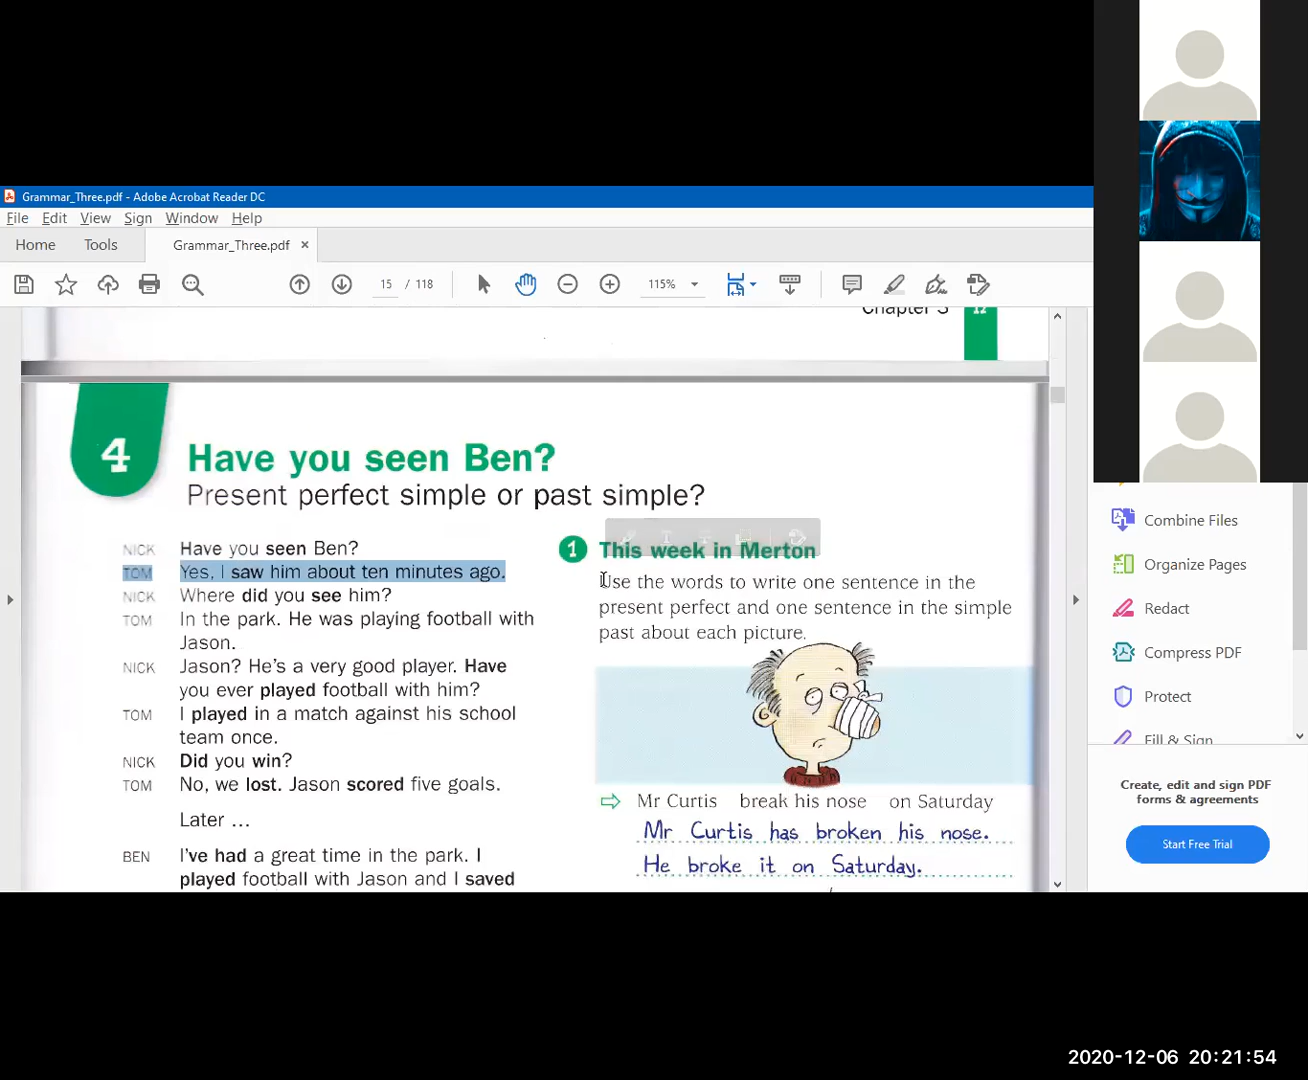 Grammar_Three.pdf - Adobe Acrobat Reader DC
File Edit View Sign Window Help
Home Tools Grammar_Three.pdf ×
15 / 118 115%
Chapter 3 12
4
Have you seen Ben?
Present perfect simple or past simple?
NICK Have you seen Ben?
TOM Yes, I saw him about ten minutes ago.
NICK Where did you see him?
TOM In the park. He was playing football with
Jason.
NICK Jason? He's a very good player. Have
you ever played football with him?
TOM I played in a match against his school
team once.
NICK Did you win?
TOM No, we lost. Jason scored five goals.
Later ...
BEN I've had a great time in the park. I
played football with Jason and I saved
1 This week in Merton
Use the words to write one sentence in the
present perfect and one sentence in the simple
past about each picture.
Mr Curtis break his nose on Saturday
Mr Curtis has broken his nose.
He broke it on Saturday.
Combine Files
Organize Pages
Redact
Compress PDF
Protect
Fill & Sign
Create, edit and sign PDF
forms & agreements
Start Free Trial
2020-12-06 20:21:54